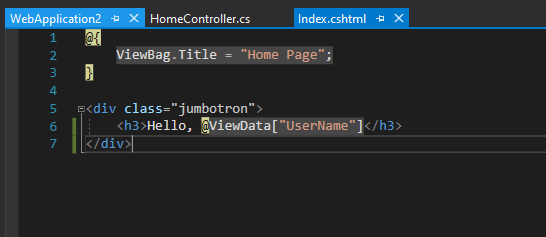 WebApplication2 HomeController.cs Index.cshtml
1 @{
2 ViewBag.Title = "Home Page";
3 }
4
5 <div class="jumbotron">
6 <h3>Hello, @ViewData["UserName"]</h3>
7 </div>